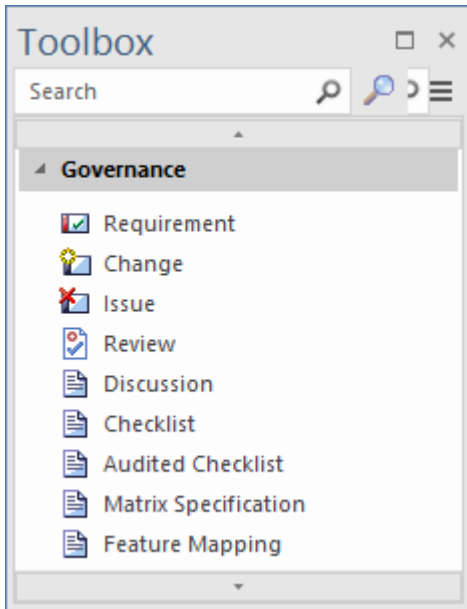 Toolbox
Search
Governance
Requirement
Change
Issue
Review
Discussion
Checklist
Audited Checklist
Matrix Specification
Feature Mapping